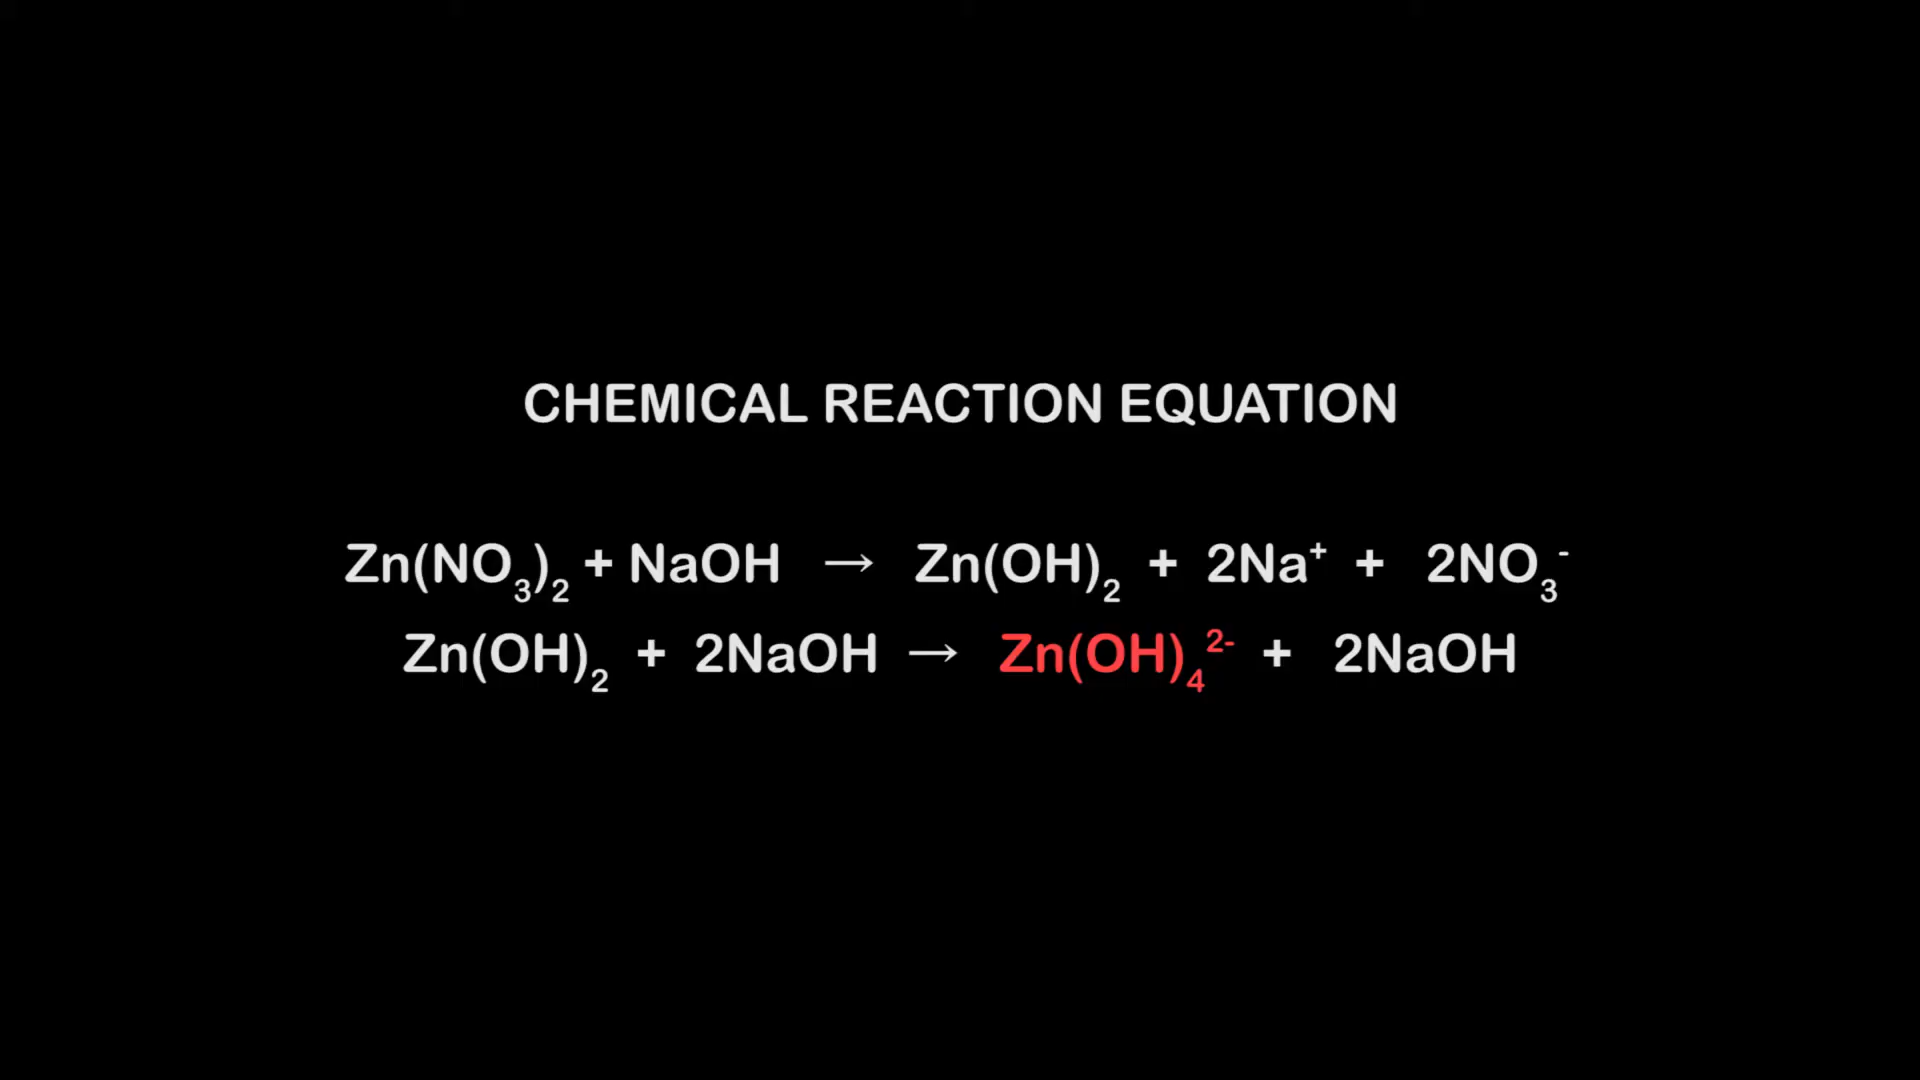 CHEMICAL REACTION EQUATION
Zn(NO₃)₂ + NaOH → Zn(OH)₂ + 2Na⁺ + 2NO₃⁻
Zn(OH)₂ + 2NaOH → Zn(OH)₄²⁻ + 2NaOH